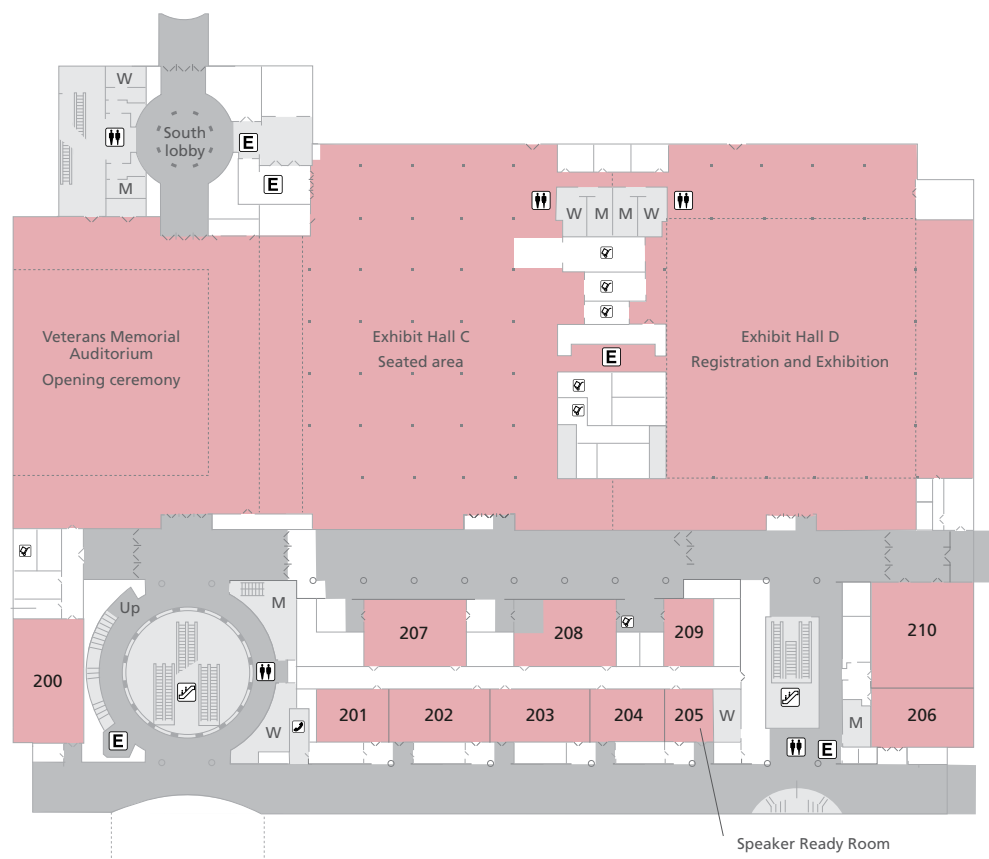 W
South
lobby
E
E
M
W
M
M
W
Veterans Memorial
Auditorium
Opening ceremony
Exhibit Hall C
Seated area
Exhibit Hall D
Registration and Exhibition
E
Up
M
207
208
209
210
200
201
202
203
204
205
W
206
W
M
E
E
Speaker Ready Room